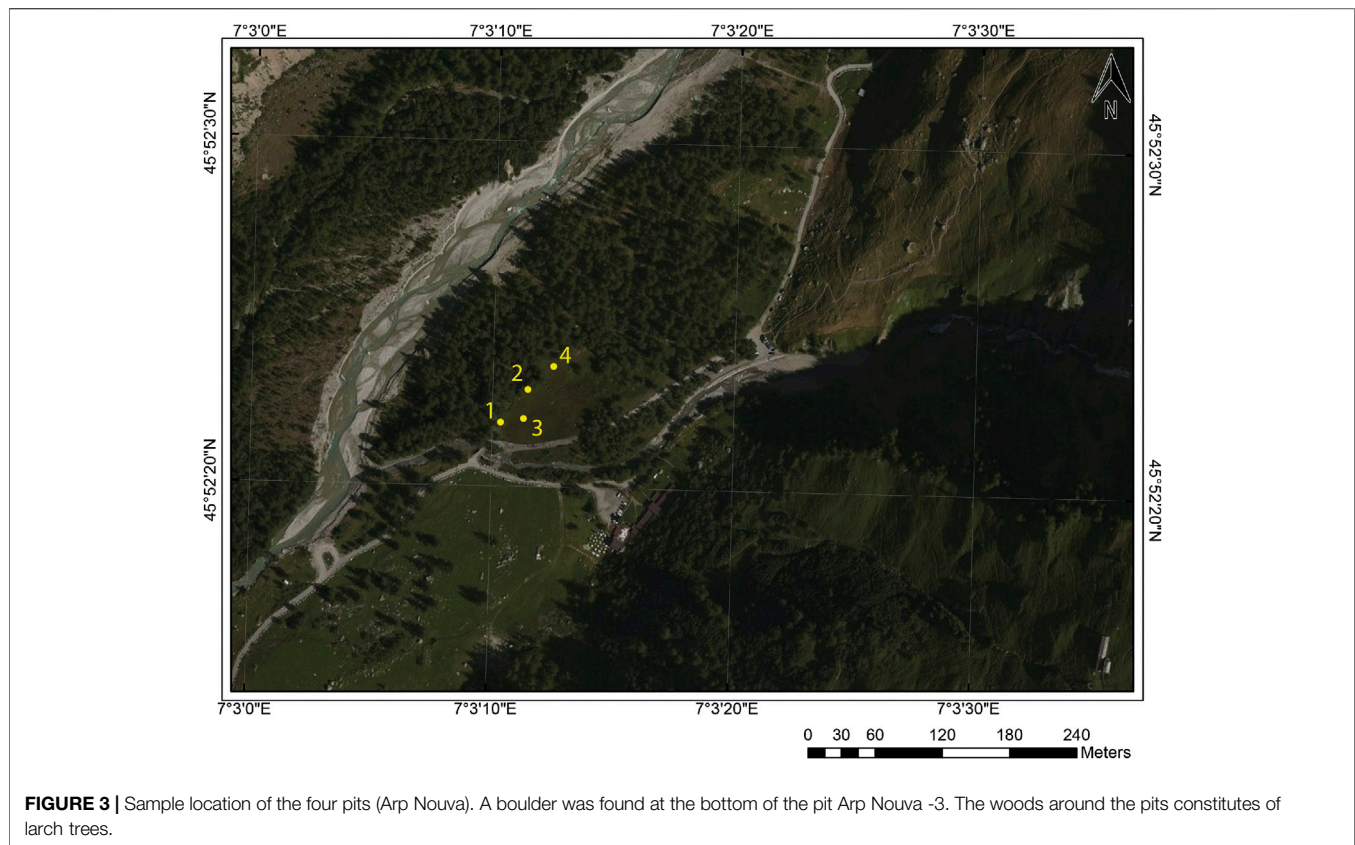 7°3'0"E 7°3'10"E 7°3'20"E 7°3'30"E
N
45°52'30"N 45°52'30"N
4
2
1
3
45°52'20"N 45°52'20"N
7°3'0"E 7°3'10"E 7°3'20"E 7°3'30"E
0 30 60 120 180 240
Meters
FIGURE 3 | Sample location of the four pits (Arp Nouva). A boulder was found at the bottom of the pit Arp Nouva -3. The woods around the pits constitutes of
larch trees.